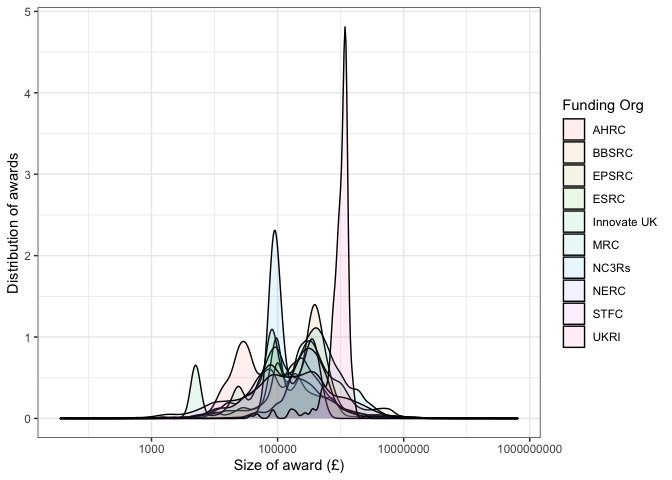 5
4
3
2
1
0
Distribution of awards
1000
100000
10000000
1000000000
Size of award (£)
Funding Org
AHRC
BBSRC
EPSRC
ESRC
Innovate UK
MRC
NC3Rs
NERC
STFC
UKRI